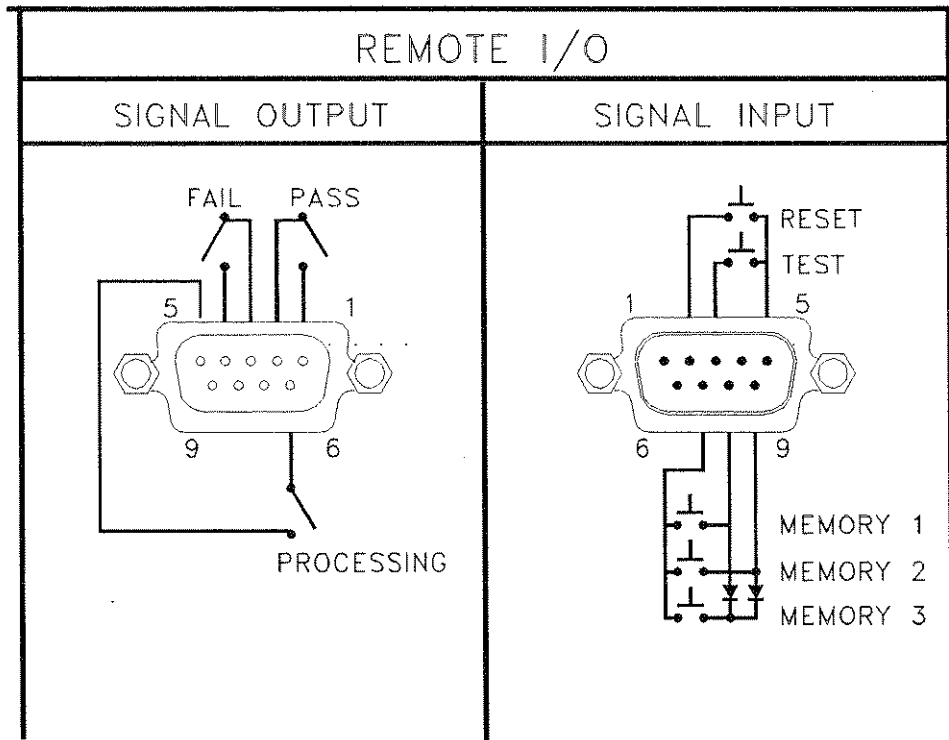 REMOTE I/O
SIGNAL OUTPUT
SIGNAL INPUT
FAIL PASS
5 1
9 6
PROCESSING
RESET
TEST
1 5
6 9
MEMORY 1
MEMORY 2
MEMORY 3